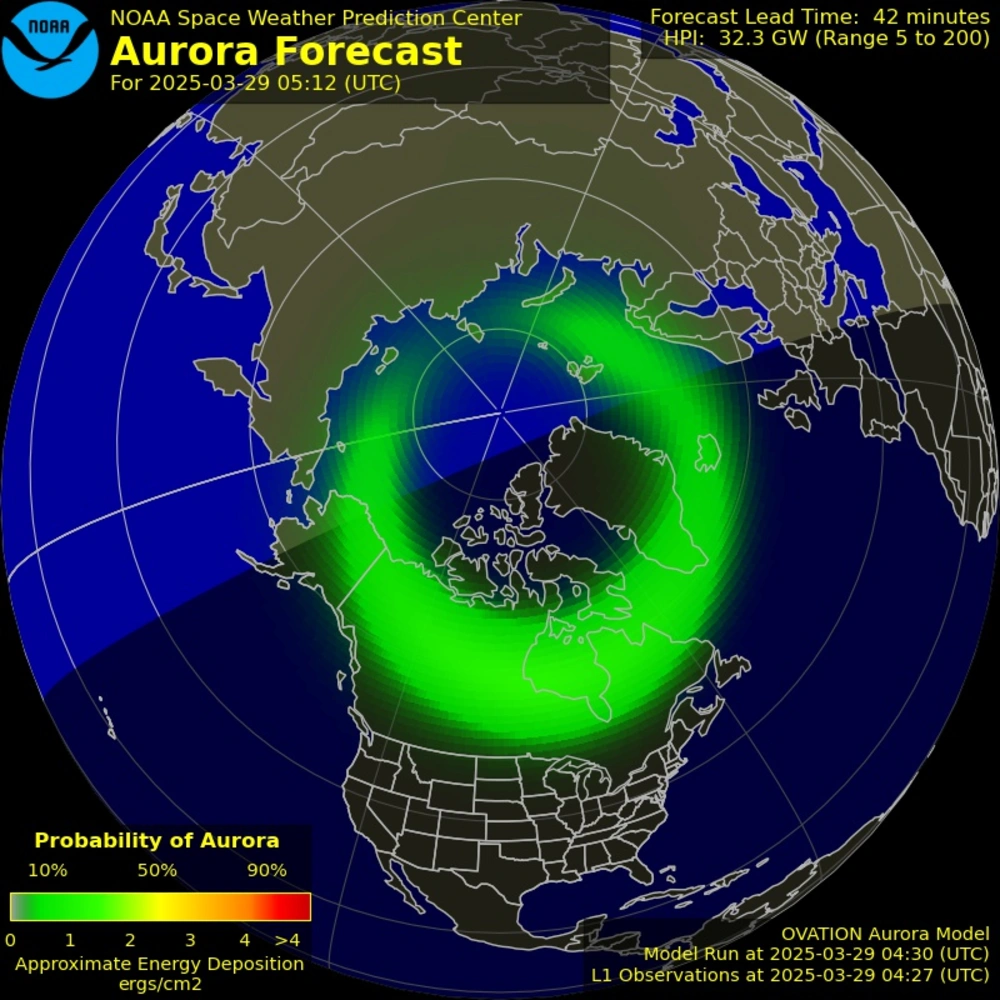 NOAA
NOAA Space Weather Prediction Center
Aurora Forecast
For 2025-03-29 05:12 (UTC)
Forecast Lead Time: 42 minutes
HPI: 32.3 GW (Range 5 to 200)
Probability of Aurora
10% 50% 90%
0 1 2 3 4 >4
Approximate Energy Deposition
ergs/cm2
OVATION Aurora Model
Model Run at 2025-03-29 04:30 (UTC)
L1 Observations at 2025-03-29 04:27 (UTC)